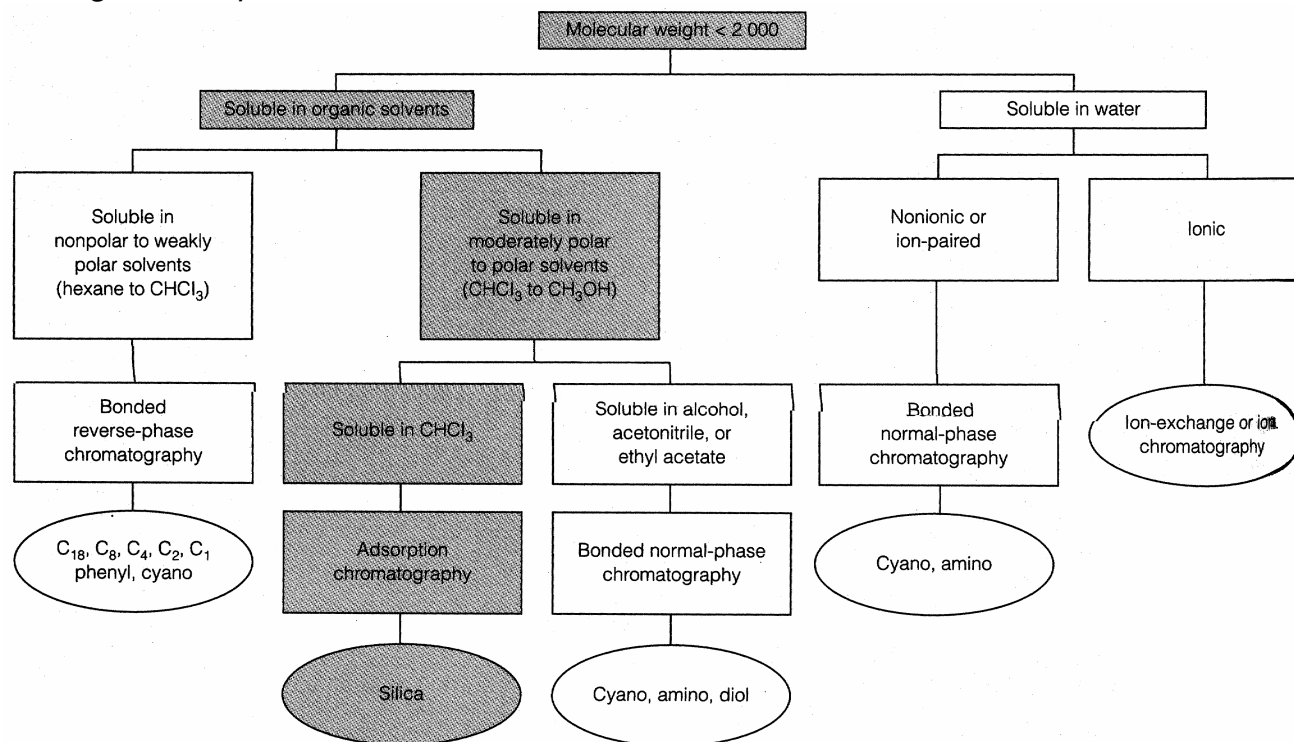 Molecular weight < 2 000
Soluble in organic solvents
Soluble in water
Soluble in
nonpolar to weakly
polar solvents
(hexane to CHCl₃)
Soluble in
moderately polar
to polar solvents
(CHCl₃ to CH₃OH)
Nonionic or
ion-paired
Ionic
Bonded
reverse-phase
chromatography
Soluble in CHCl₃
Soluble in alcohol,
acetonitrile, or
ethyl acetate
Bonded
normal-phase
chromatography
Ion-exchange or ion
chromatography
C₁₈, C₈, C₄, C₂, C₁
phenyl, cyano
Adsorption
chromatography
Bonded normal-phase
chromatography
Cyano, amino
Silica
Cyano, amino, diol